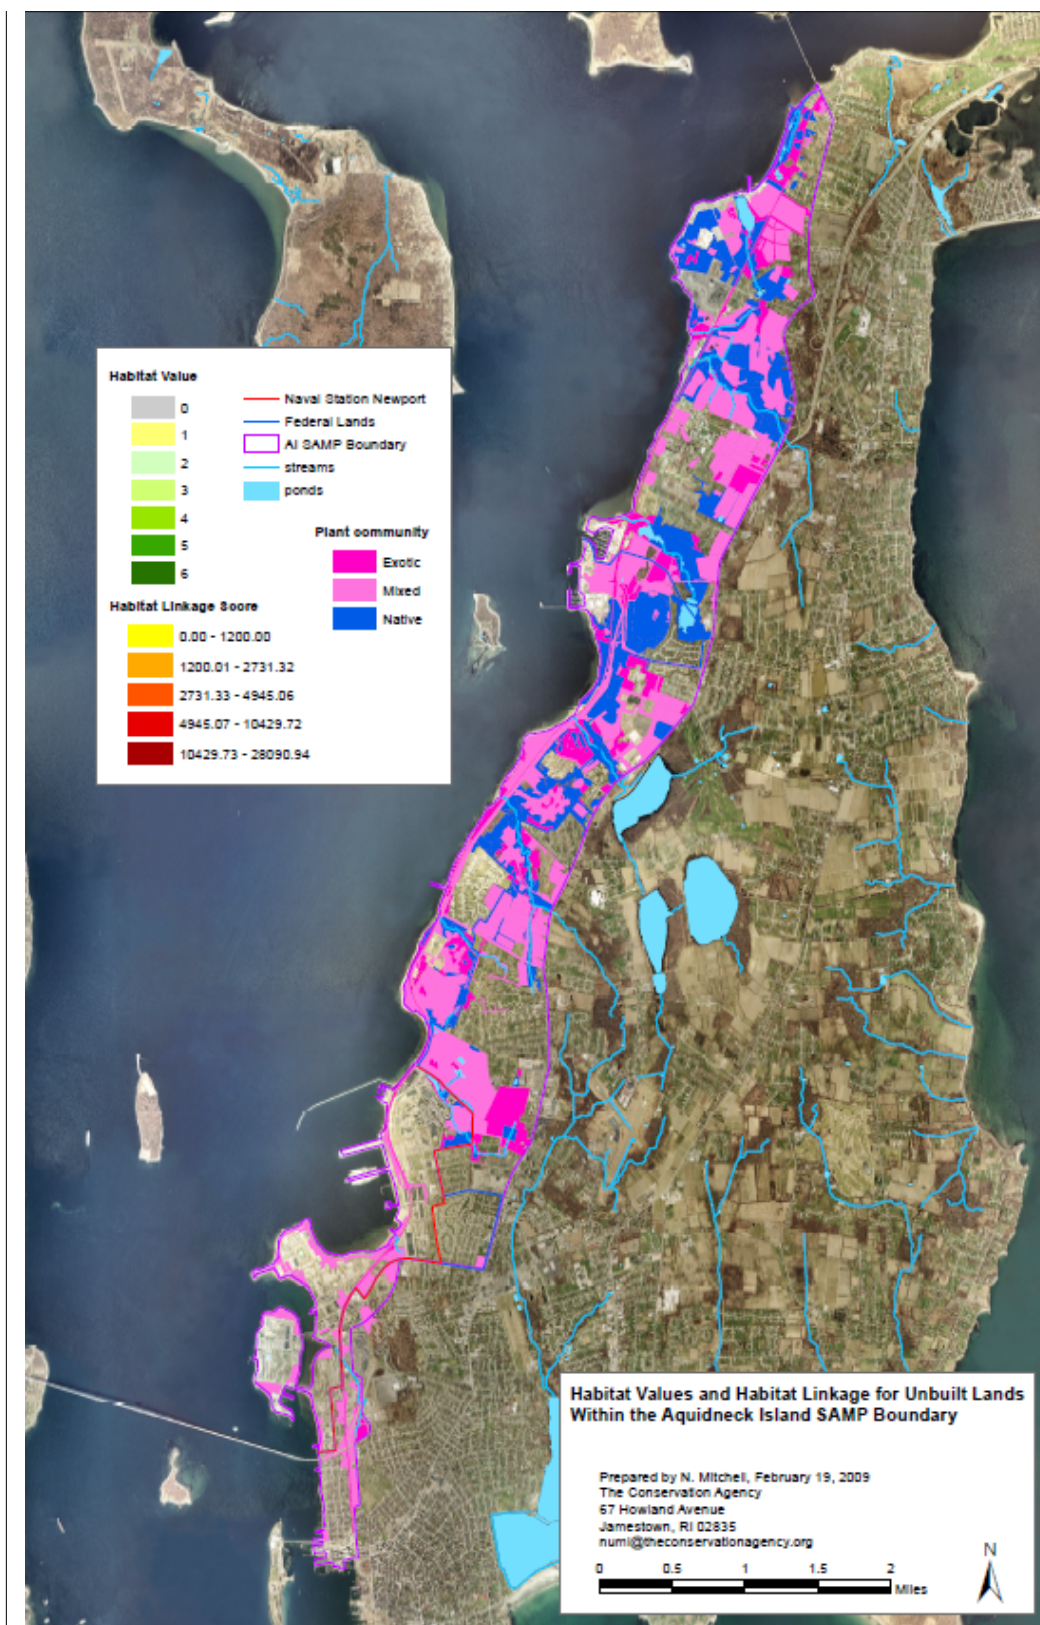 Habitat Value
0
1
2
3
4
5
6
Naval Station Newport
Federal Lands
AI SAMP Boundary
streams
ponds
Plant community
Exotic
Mixed
Native
Habitat Linkage Score
0.00 - 1200.00
1200.01 - 2731.32
2731.33 - 4945.06
4945.07 - 10429.72
10429.73 - 28090.94
Habitat Values and Habitat Linkage for Unbuilt Lands
Within the Aquidneck Island SAMP Boundary
Prepared by N. Mitchell, February 19, 2009
The Conservation Agency
67 Howland Avenue
Jamestown, RI 02835
numi@theconservationagency.org
N
0 0.5 1 1.5 2
Miles